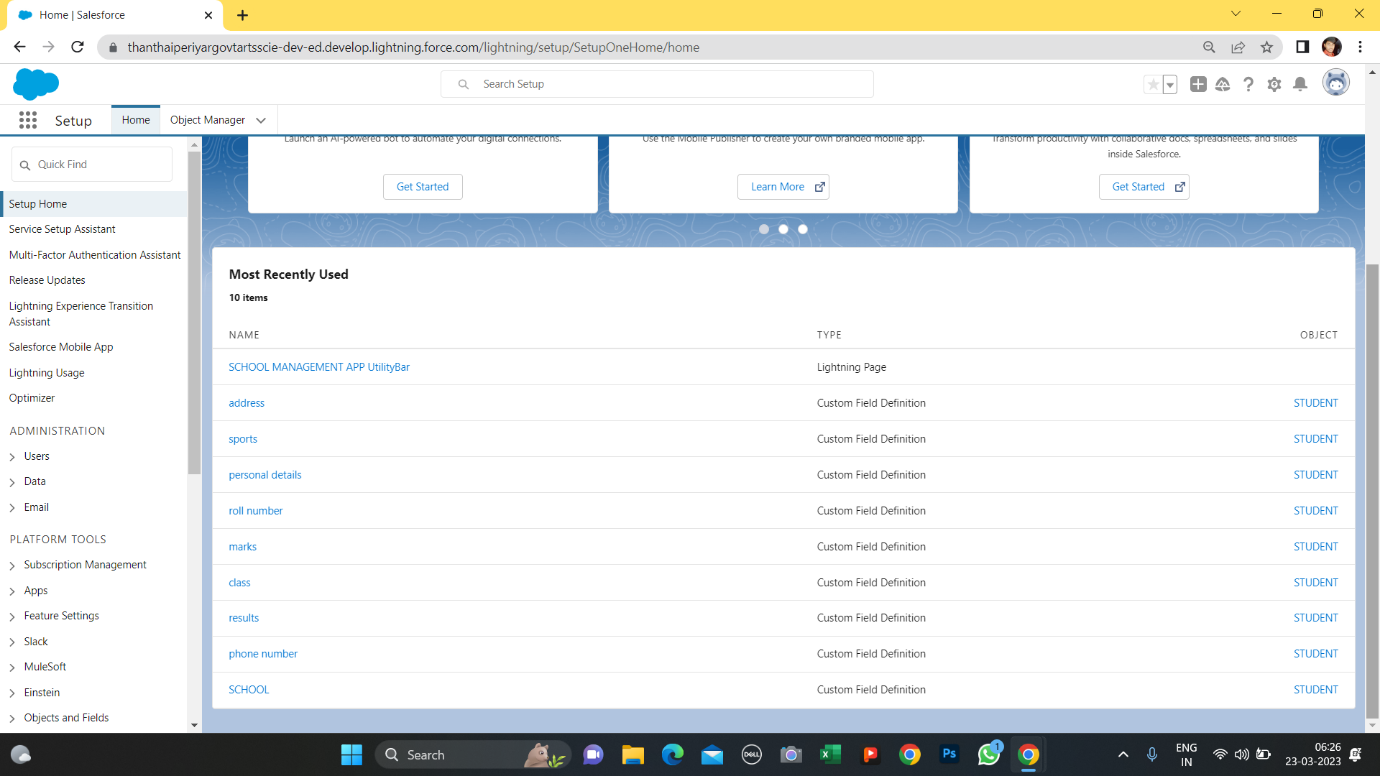 Home | Salesforce
thanthaiperiyargovtartsscie-dev-ed.develop.lightning.force.com/lightning/setup/SetupOneHome/home
Search Setup
Setup
Home
Object Manager
Quick Find
Setup Home
Service Setup Assistant
Multi-Factor Authentication Assistant
Release Updates
Lightning Experience Transition
Assistant
Salesforce Mobile App
Lightning Usage
Optimizer
ADMINISTRATION
Users
Data
Email
PLATFORM TOOLS
Subscription Management
Apps
Feature Settings
Slack
MuleSoft
Einstein
Objects and Fields
Launch an AI-powered bot to automate your digital connections.
Get Started
Use the Mobile Publisher to create your own branded mobile app.
Learn More
Transform productivity with collaborative docs, spreadsheets, and slides
inside Salesforce.
Get Started
Most Recently Used
10 items
NAME TYPE OBJECT
SCHOOL MANAGEMENT APP UtilityBar Lightning Page
address Custom Field Definition STUDENT
sports Custom Field Definition STUDENT
personal details Custom Field Definition STUDENT
roll number Custom Field Definition STUDENT
marks Custom Field Definition STUDENT
class Custom Field Definition STUDENT
results Custom Field Definition STUDENT
phone number Custom Field Definition STUDENT
SCHOOL Custom Field Definition STUDENT
Search
DELL
Ps
1
ENG
IN
06:26
23-03-2023